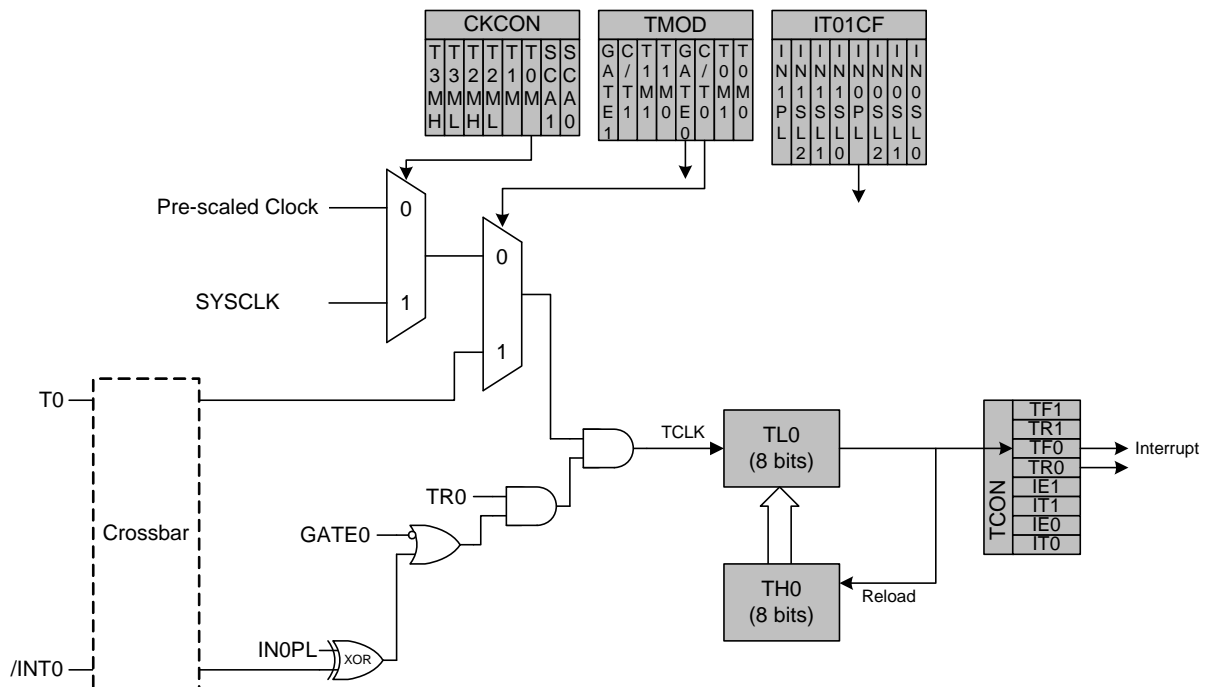 CKCON
T3MH
T3ML
T2MH
T2ML
T1M
T0M
SCA1
SCA0
TMOD
GATE1
C/T1
T1M1
T1M0
GATE0
C/T0
T0M1
T0M0
IT01CF
IN1PL
IN1SL2
IN1SL1
IN1SL0
IN0PL
IN0SL2
IN0SL1
IN0SL0
Pre-scaled Clock
0
SYSCLK
1
0
1
T0
Crossbar
/INT0
IN0PL
XOR
GATE0
TR0
TCLK
TL0
(8 bits)
TH0
(8 bits)
Reload
TCON
TF1
TR1
TF0
TR0
IE1
IT1
IE0
IT0
Interrupt